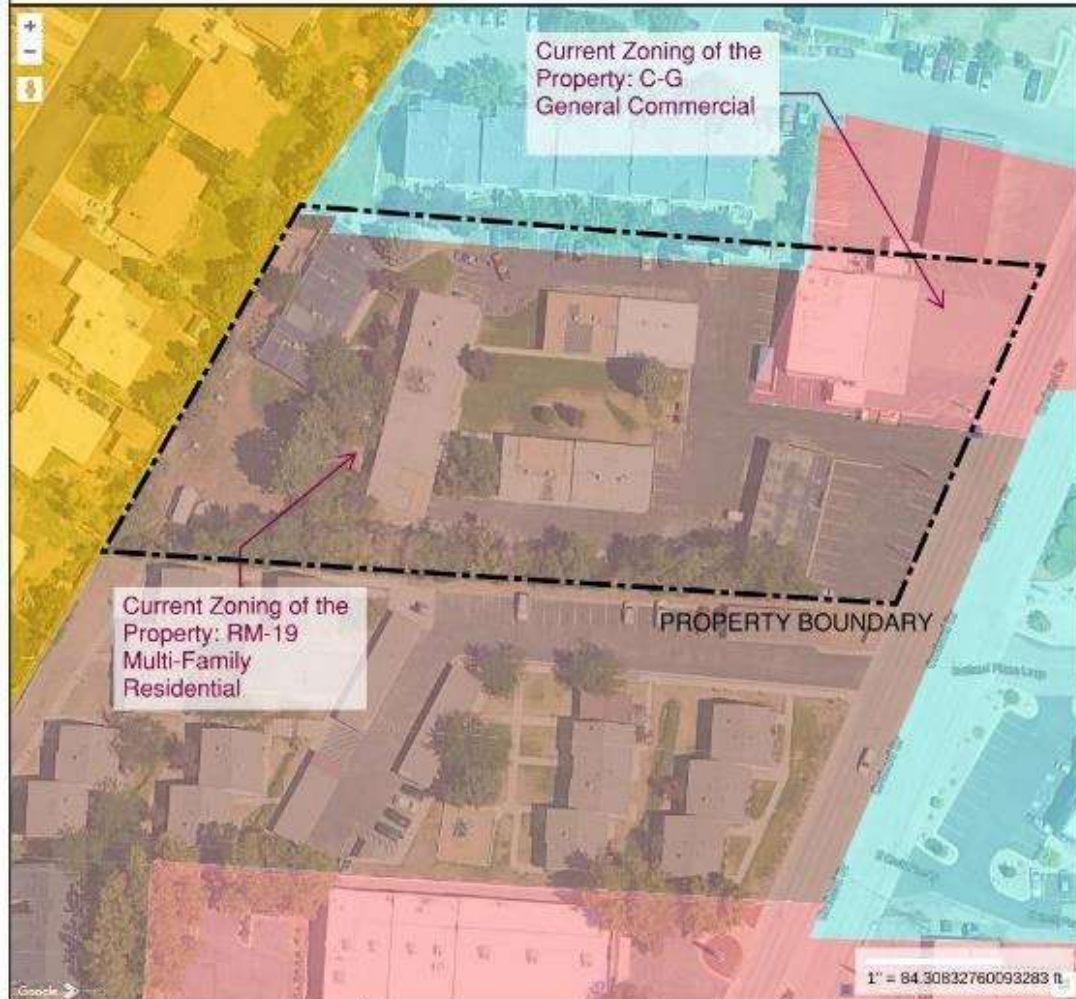 +
−
Current Zoning of the
Property: C-G
General Commercial
Current Zoning of the
Property: RM-19
Multi-Family
Residential
PROPERTY BOUNDARY
Google
1" = 84.30832760093283 ft